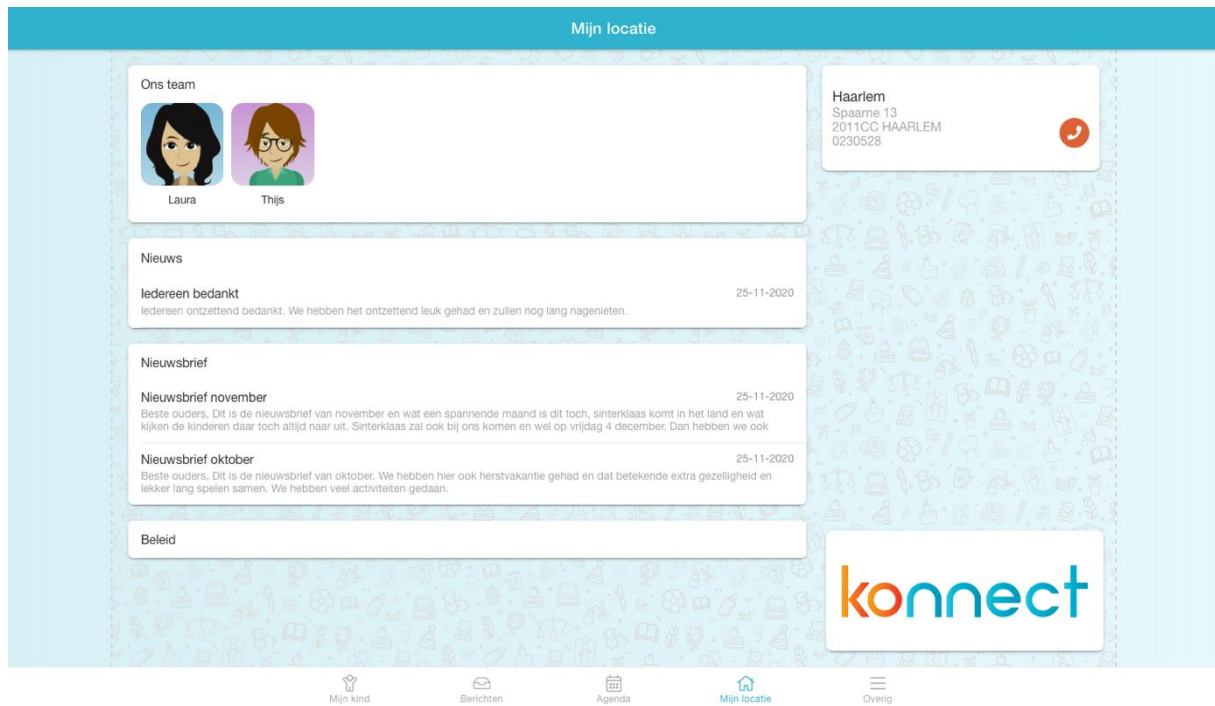 Mijn locatie
Ons team
Laura
Thijs
Haarlem
Spaarne 13
2011CC HAARLEM
0230528
Nieuws
Iedereen bedankt
25-11-2020
Iedereen ontzettend bedankt. We hebben het ontzettend leuk gehad en zullen nog lang nagenieten.
Nieuwsbrief
Nieuwsbrief november
25-11-2020
Beste ouders, Dit is de nieuwsbrief van november en wat een spannende maand is dit toch, sinterklaas komt in het land en wat
kijken de kinderen daar toch altijd naar uit. Sinterklaas zal ook bij ons komen en wel op vrijdag 4 december. Dan hebben we ook
Nieuwsbrief oktober
25-11-2020
Beste ouders, Dit is de nieuwsbrief van oktober. We hebben hier ook herstvakantie gehad en dat betekende extra gezelligheid en
lekker lang spelen samen. We hebben veel activiteiten gedaan.
Beleid
konnect
Mijn kind
Berichten
Agenda
Mijn locatie
Overig